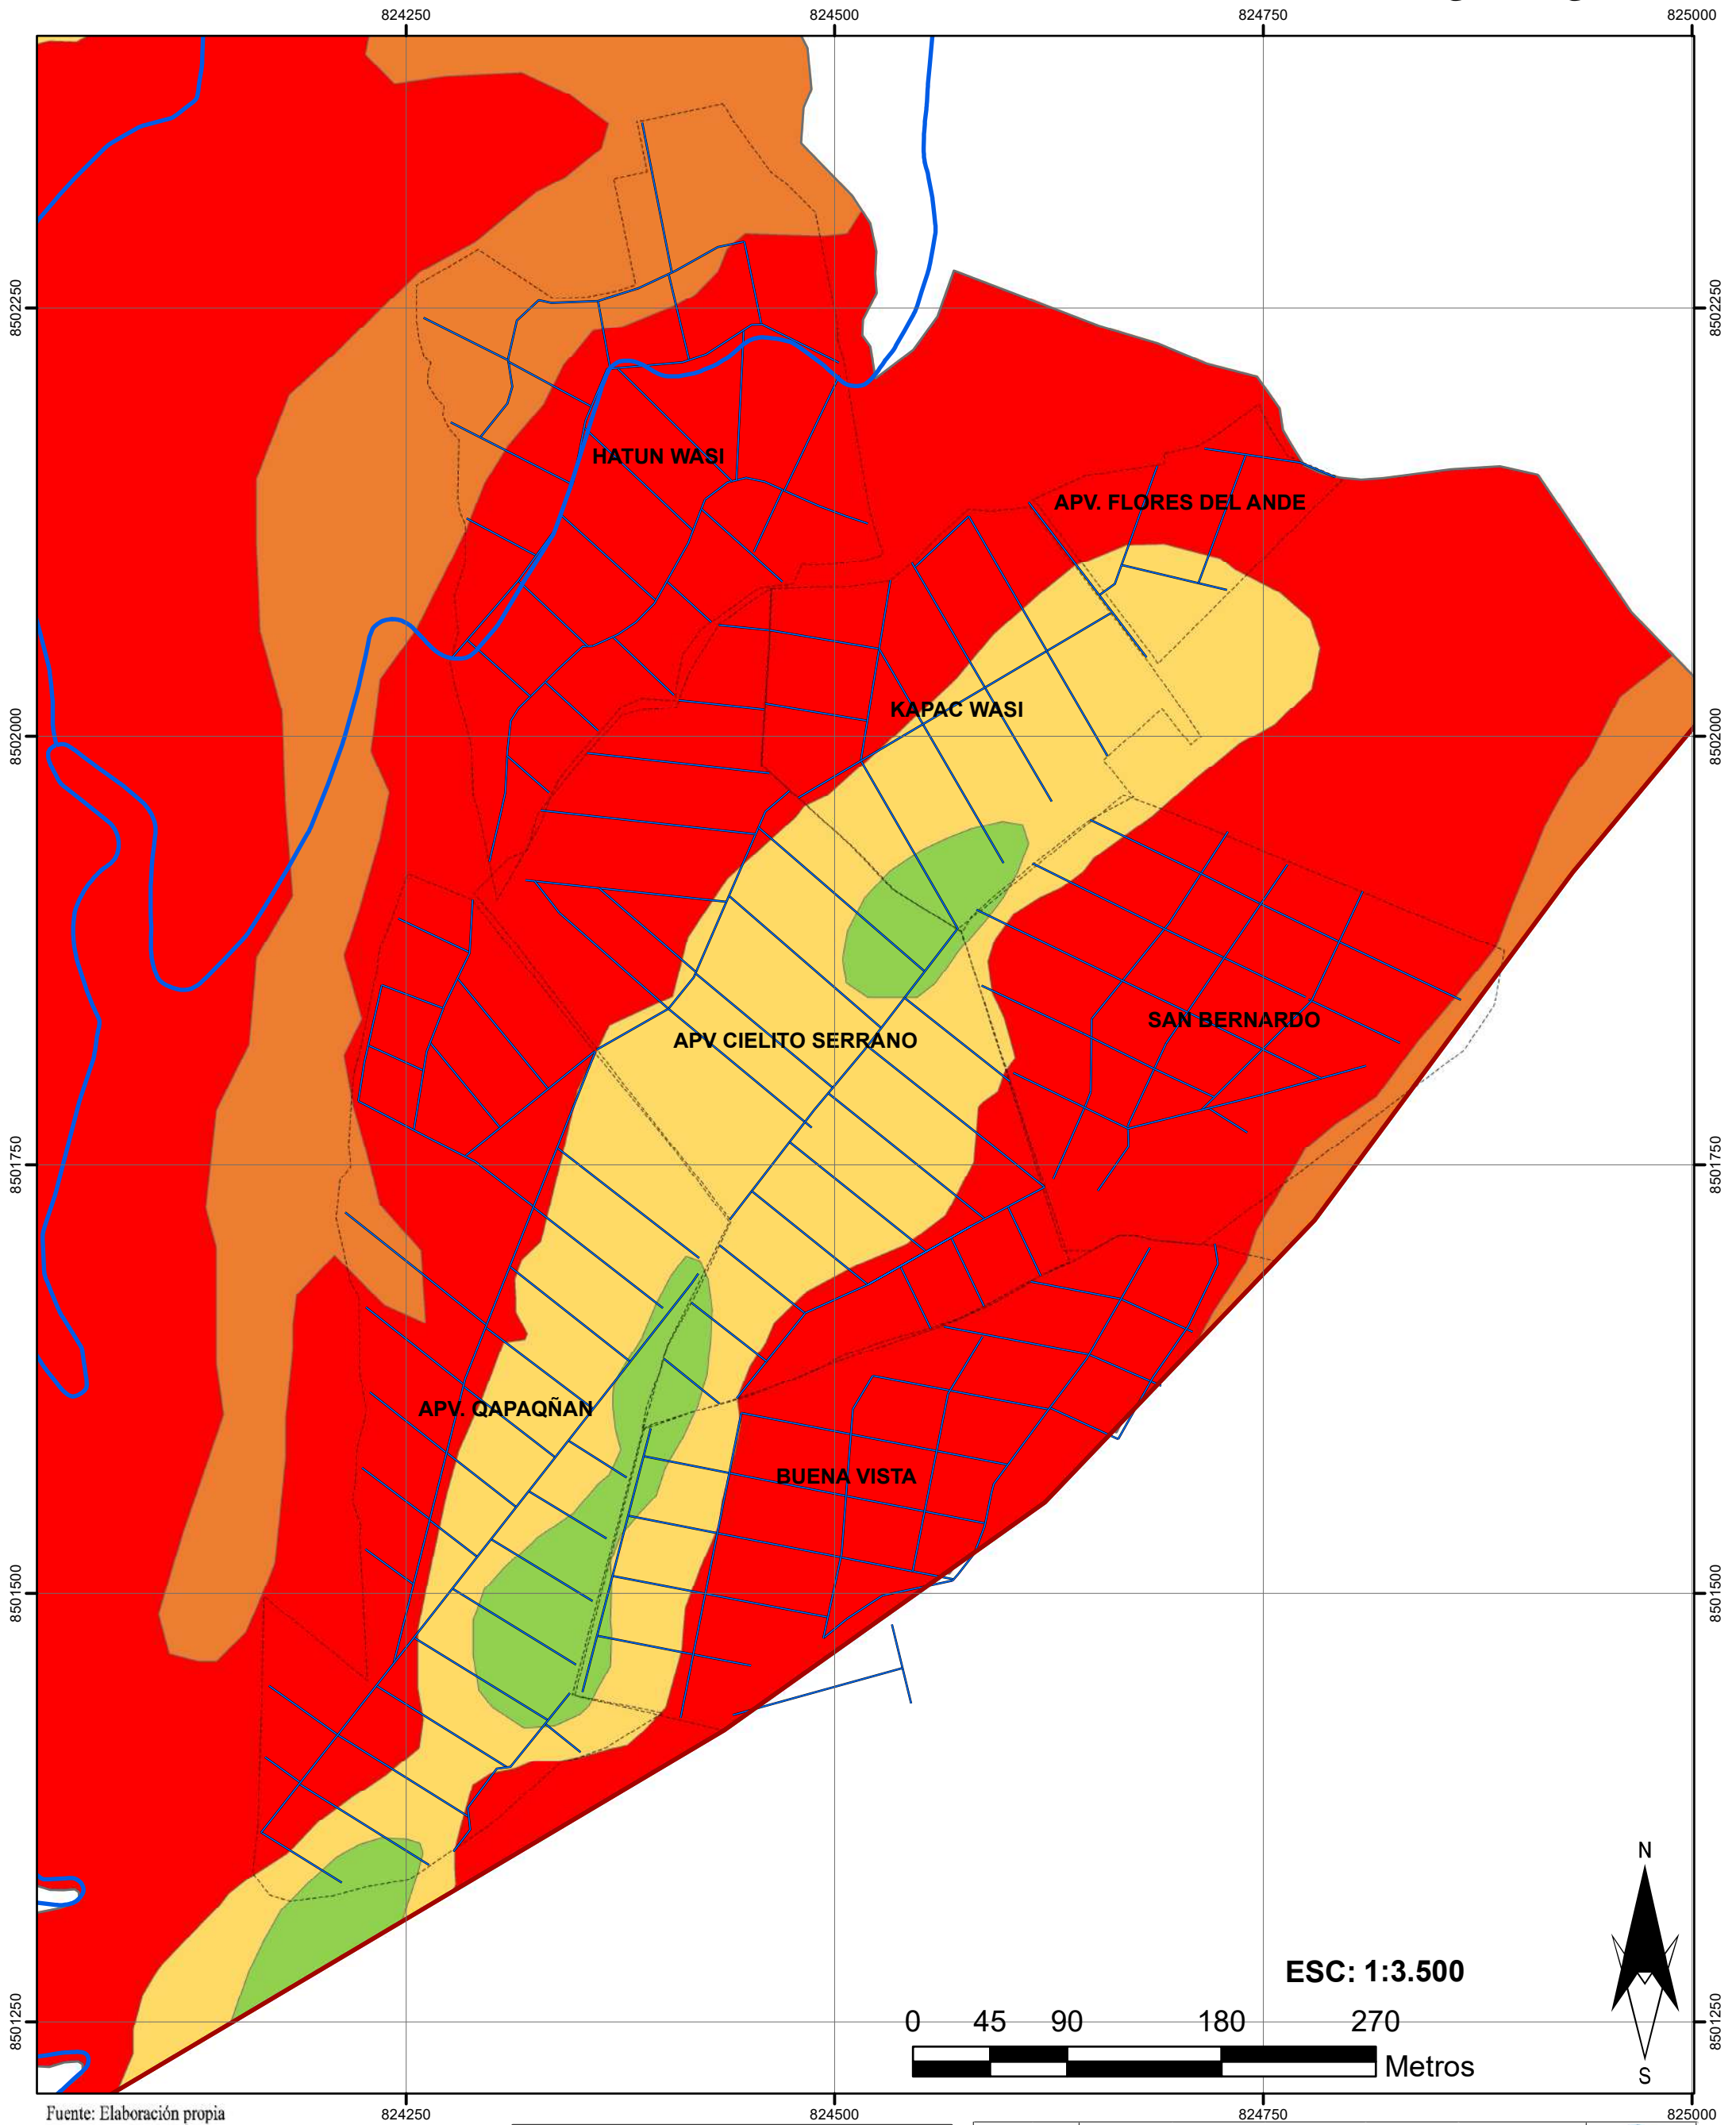 824250
824500
824750
825000
8502250
8502250
HATUN WASI
APV. FLORES DEL ANDE
KAPAC WASI
8502000
8502000
SAN BERNARDO
APV CIELITO SERRANO
8501750
8501750
APV. QAPAQÑAN
BUENA VISTA
8501500
8501500
N
ESC: 1:3.500
0 45 90 180 270
Metros
S
8501250
8501250
Fuente: Elaboración propia
824250
824500
824750
825000